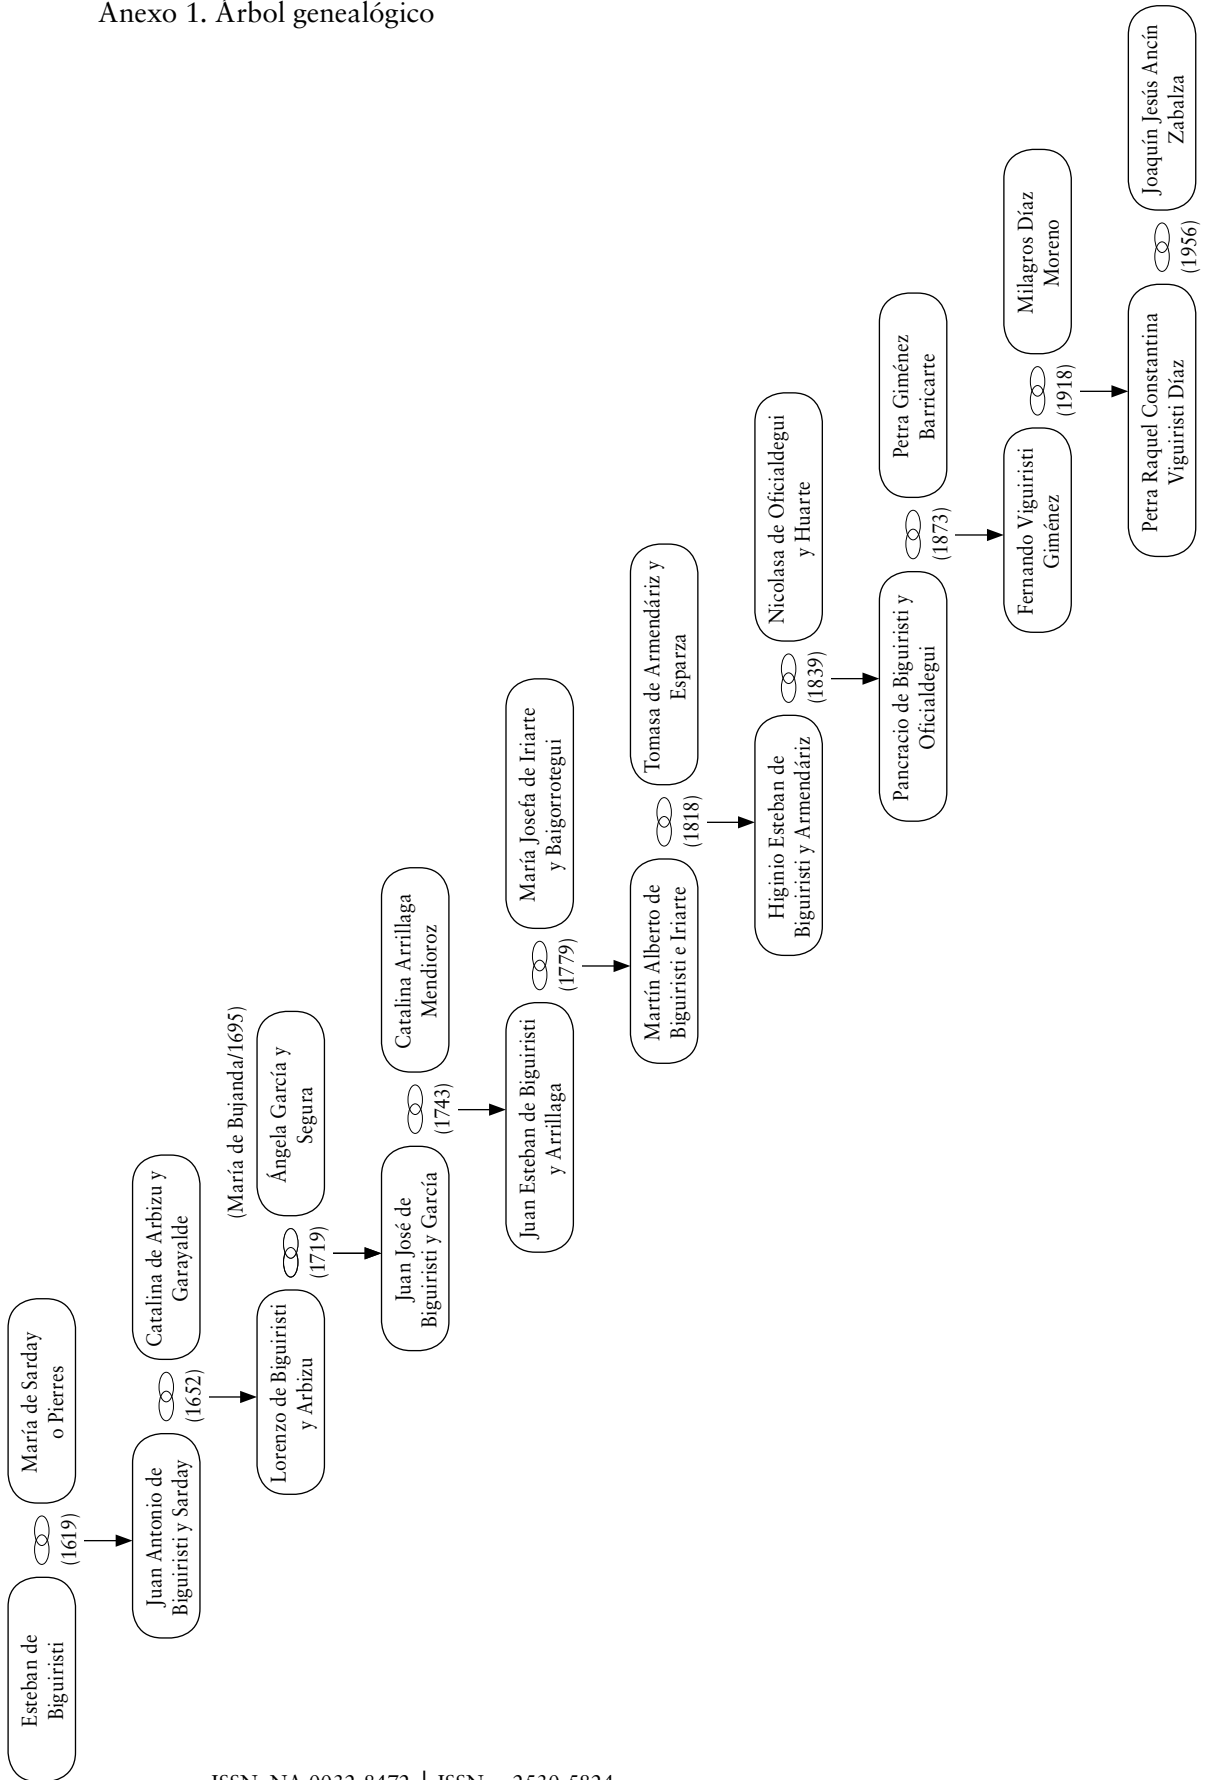 Anexo 1. Árbol genealógico
Esteban de
Biguiristi
(1619)
María de Sarday
o Pierres
Juan Antonio de
Biguiristi y Sarday
(1652)
Catalina de Arbizu y
Garayalde
Lorenzo de Biguiristi
y Arbizu
(1719)
(María de Bujanda/1695)
Ángela García y
Segura
Juan José de
Biguiristi y García
(1743)
Catalina Arrillaga
Mendioroz
Juan Esteban de Biguiristi
y Arrillaga
(1779)
María Josefa de Iriarte
y Baigorrotegui
Martín Alberto de
Biguiristi e Iriarte
(1818)
Tomasa de Armendáriz y
Esparza
Higinio Esteban de
Biguiristi y Armendáriz
(1839)
Nicolasa de Oficialdegui
y Huarte
Pancracio de Biguiristi y
Oficialdegui
(1873)
Petra Giménez
Barricarte
Fernando Viguiristi
Giménez
(1918)
Milagros Díaz
Moreno
Petra Raquel Constantina
Viguiristi Díaz
(1956)
Joaquín Jesús Ancín
Zabalza